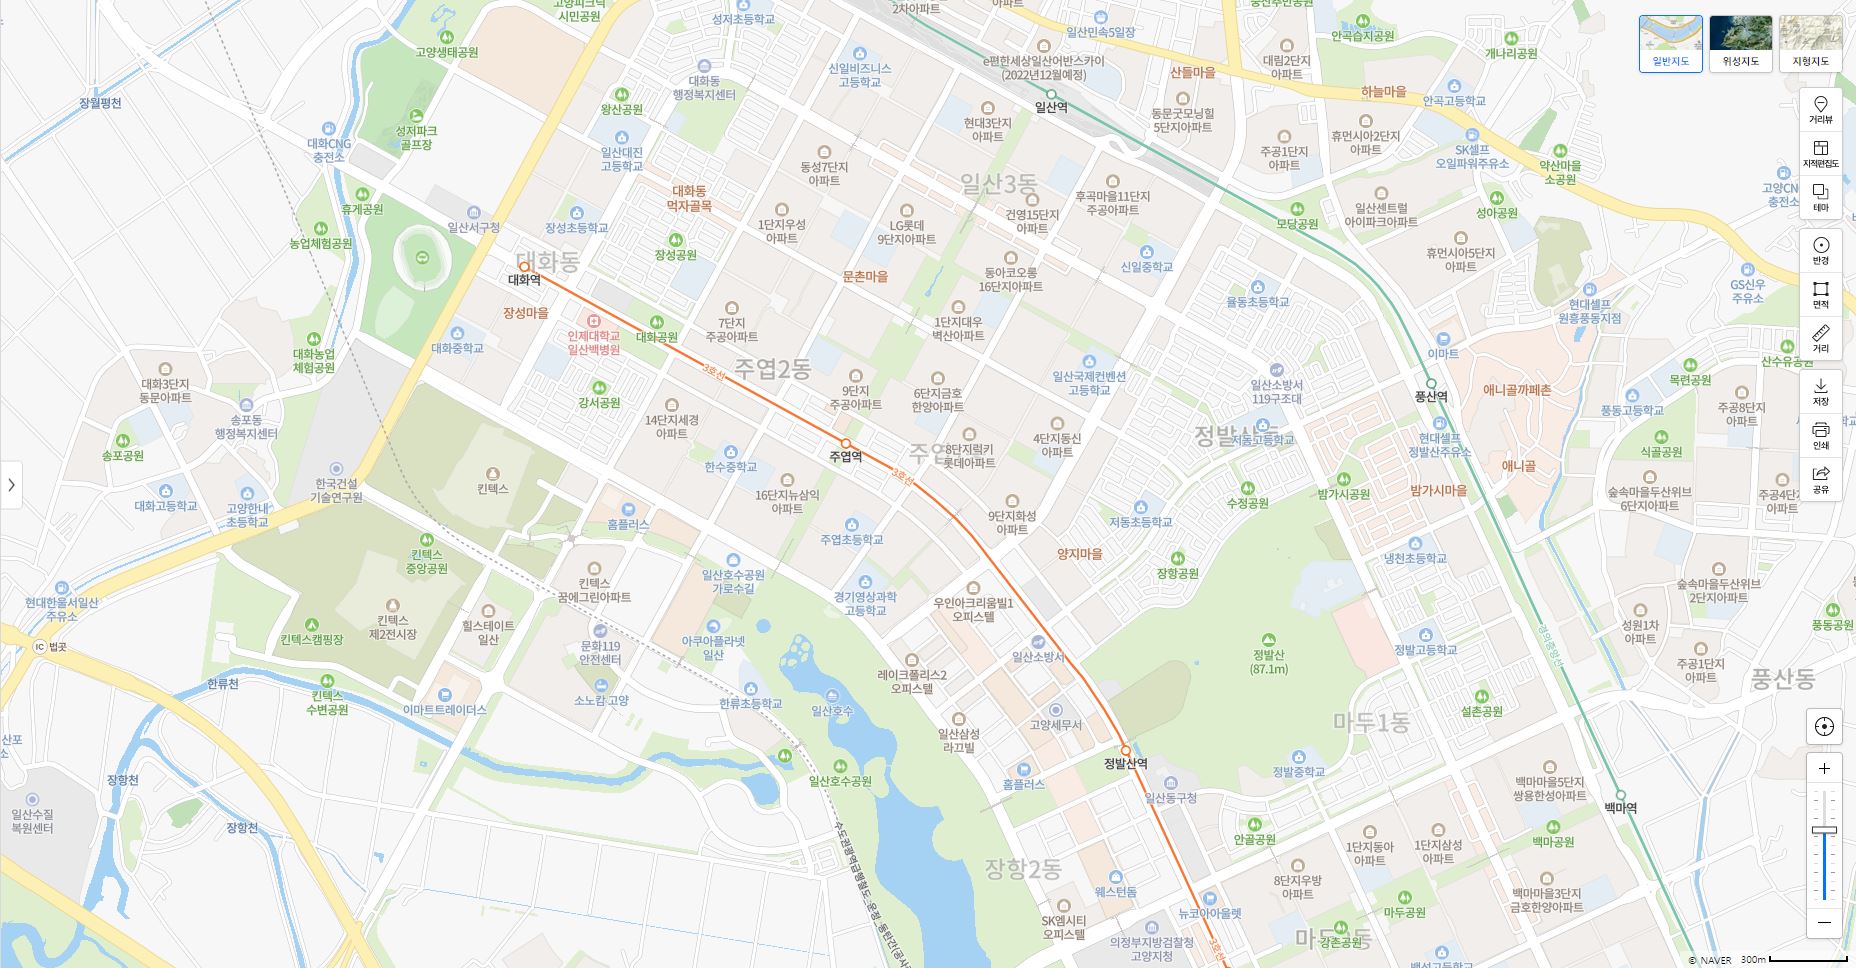 고양피크닉
시민공원
성저초등학교
2차아파트
아파트
일산민속5일장
안곡습지공원
개나리공원
일반지도
위성지도
지형지도
고양생태공원
신일비즈니스
고등학교
e편한세상일산어반스카이
(2022년12월예정)
대림2단지
아파트
산들마을
하늘마을
안곡고등학교
대화동
행정복지센터
왕산공원
장월평천
일산역
동문굿모닝힐
5단지아파트
현대3단지
아파트
휴먼시아2단지
아파트
거리뷰
성저파크
골프장
대화CNG
충전소
일산대진
고등학교
동성7단지
아파트
주공1단지
아파트
SK셀프
오일파워주유소
약산마을
소공원
지적편집도
일산3동
대화동
먹자골목
후곡마을11단지
주공아파트
일산센트럴
아이파크아파트
성아공원
고양CNG
충전소
테마
휴게공원
농업체험공원
일산서구청
장성초등학교
1단지우성
아파트
LG롯데
9단지아파트
건영15단지
아파트
모당공원
장성공원
휴먼시아5단지
아파트
반경
대화동
대화역
문촌마을
동아코오롱
16단지아파트
신일중학교
율동초등학교
현대셀프
원흥풍동지점
GS신우
주유소
면적
장성마을
인제대학교
일산백병원
대화공원
7단지
주공아파트
1단지대우
벽산아파트
대화중학교
대화농업
체험공원
이마트
거리
산수유공원
대화3단지
동문아파트
3호선
주엽2동
일산국제컨벤션
고등학교
일산소방서
119구조대
풍산역
애니골까페촌
목련공원
저장
강서공원
9단지
주공아파트
6단지금호
한양아파트
송포동
행정복지센터
송포공원
14단지세경
아파트
풍동고등학교
주공8단지
아파트
주엽역
8단지럭키
롯데아파트
4단지동신
아파트
저동고등학교
현대셀프
정발산주유소
식골공원
인쇄
한수중학교
3호선
애니골
킨텍스
한국건설
기술연구원
대화고등학교
고양한내
초등학교
16단지뉴삼익
아파트
9단지화성
아파트
수정공원
밤가시공원
밤가시마을
숲속마을두산위브
6단지아파트
공유
홈플러스
주엽초등학교
저동초등학교
양지마을
장항공원
냉천초등학교
킨텍스
중앙공원
킨텍스
꿈에그린아파트
일산호수공원
가로수길
경기영상과학
고등학교
우인아크리움빌1
오피스텔
숲속마을두산위브
2단지아파트
현대한울서일산
주유소
킨텍스
제2전시장
킨텍스캠핑장
힐스테이트
일산
문화119
안전센터
아쿠아플라넷
일산
일산소방서
정발산
(87.1m)
정발고등학교
성원1차
아파트
풍동공원
IC 법곳
경의중앙선
주공1단지
아파트
풍산동
한류천
킨텍스
수변공원
이마트트레이더스
소노캄 고양
한류초등학교
일산호수
레이크폴리스2
오피스텔
고양세무서
마두1동
설촌공원
일산삼성
라끄빌
정발산역
정발중학교
일산호수공원
홈플러스
일산동구청
백마마을5단지
쌍용한성아파트
백마역
장항천
일산수질
복원센터
장항천
안골공원
1단지동아
아파트
1단지삼성
아파트
백마공원
장항2동
웨스턴돔
8단지우방
아파트
백마마을3단지
금호한양아파트
SK엠시티
오피스텔
뉴코아아울렛
마두공원
강촌공원
의정부지방검찰청
고양지청
3호선
백석고등학교
© NAVER 300m